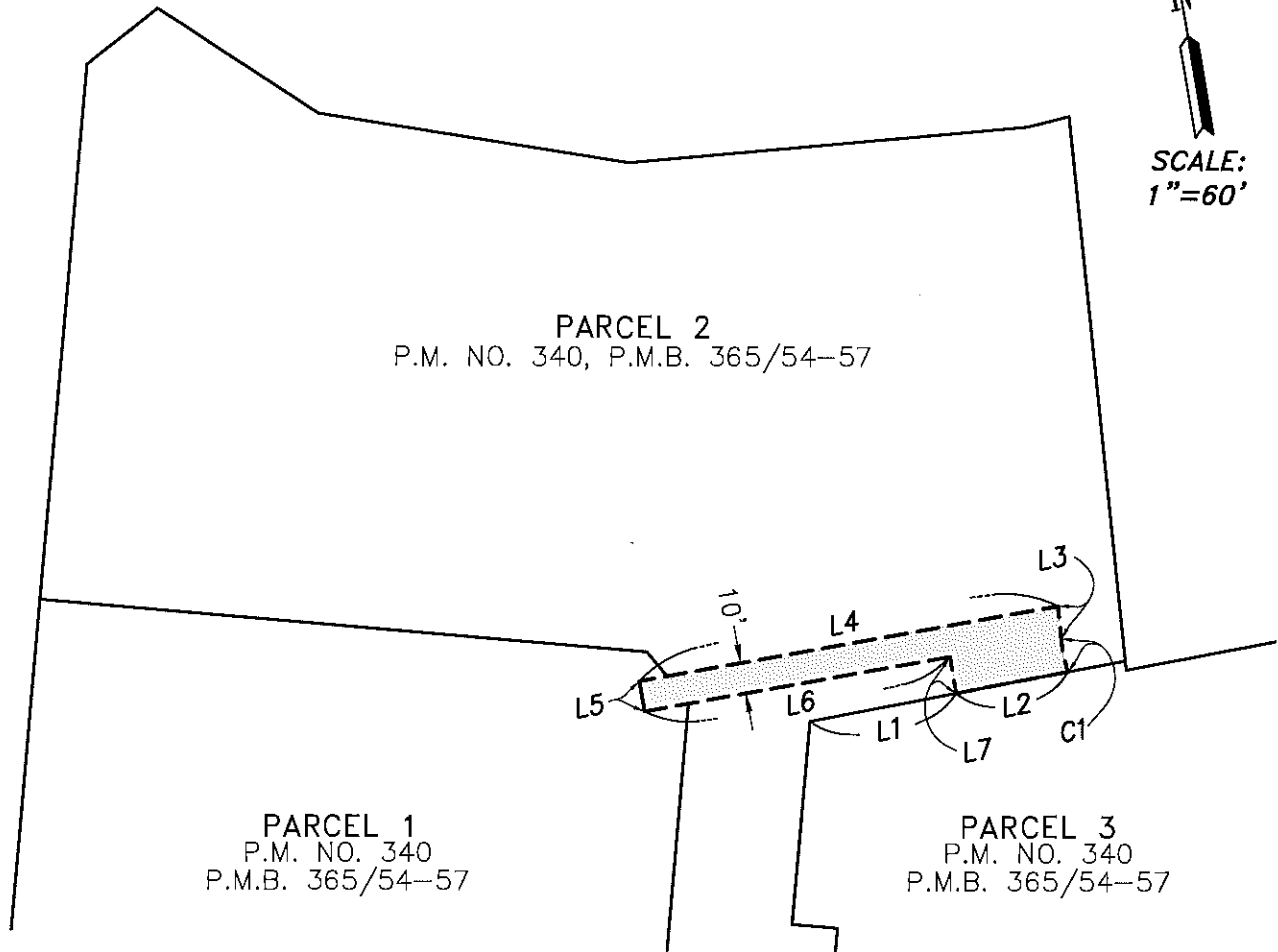 N
SCALE:
1"=60'
PARCEL 2
P.M. NO. 340, P.M.B. 365/54-57
L3
10'
L4
L5
L6
L1
L2
L7
C1
PARCEL 1
P.M. NO. 340
P.M.B. 365/54-57
PARCEL 3
P.M. NO. 340
P.M.B. 365/54-57